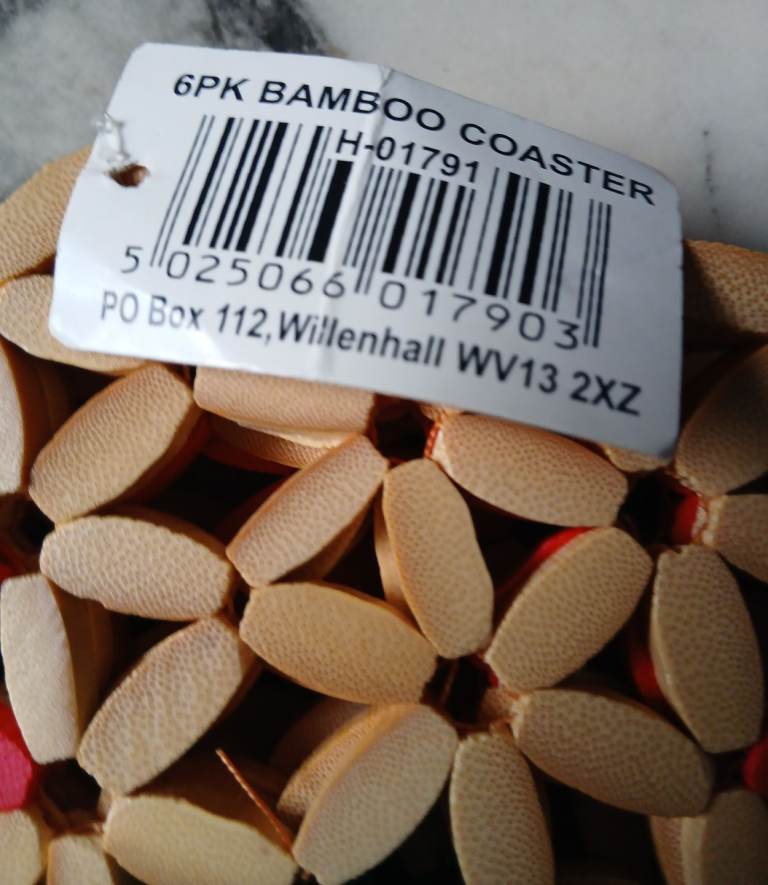 6PK BAMBOO COASTER
H-01791
5 025066 017903
PO Box 112, Willenhall WV13 2XZ